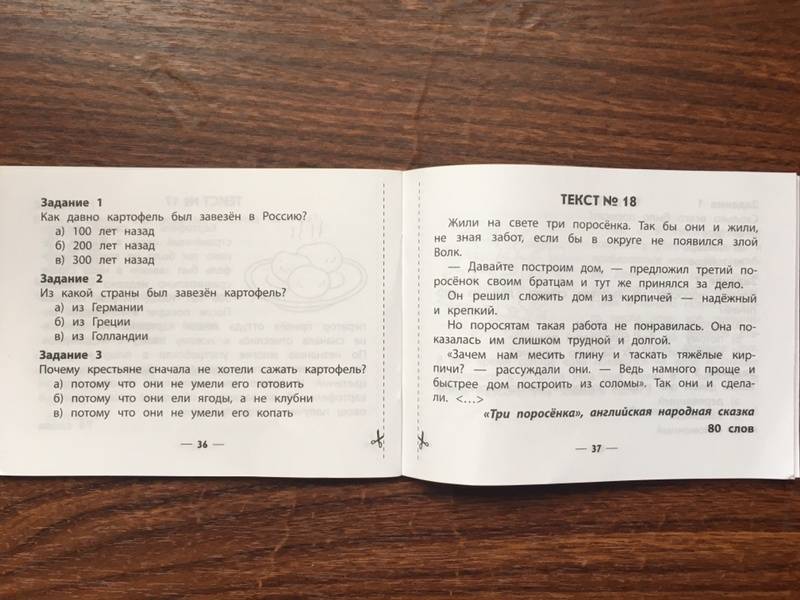 Задание 1
Как давно картофель был завезён в Россию?
а) 100 лет назад
б) 200 лет назад
в) 300 лет назад
Задание 2
Из какой страны был завезён картофель?
а) из Германии
б) из Греции
в) из Голландии
Задание 3
Почему крестьяне сначала не хотели сажать картофель?
а) потому что они не умели его готовить
б) потому что они ели ягоды, а не клубни
в) потому что они не умели его копать
— 36 —
ТЕКСТ № 18
Жили на свете три поросёнка. Так бы они и жили,
не зная забот, если бы в округе не появился злой
Волк.
— Давайте построим дом, — предложил третий по-
росёнок своим братцам и тут же принялся за дело.
Он решил сложить дом из кирпичей — надёжный
и крепкий.
Но поросятам такая работа не понравилась. Она по-
казалась им слишком трудной и долгой.
«Зачем нам месить глину и таскать тяжёлые кир-
пичи? — рассуждали они. — Ведь намного проще и
быстрее дом построить из соломы». Так они и сдела-
ли. <...>
«Три поросёнка», английская народная сказка
80 слов
— 37 —